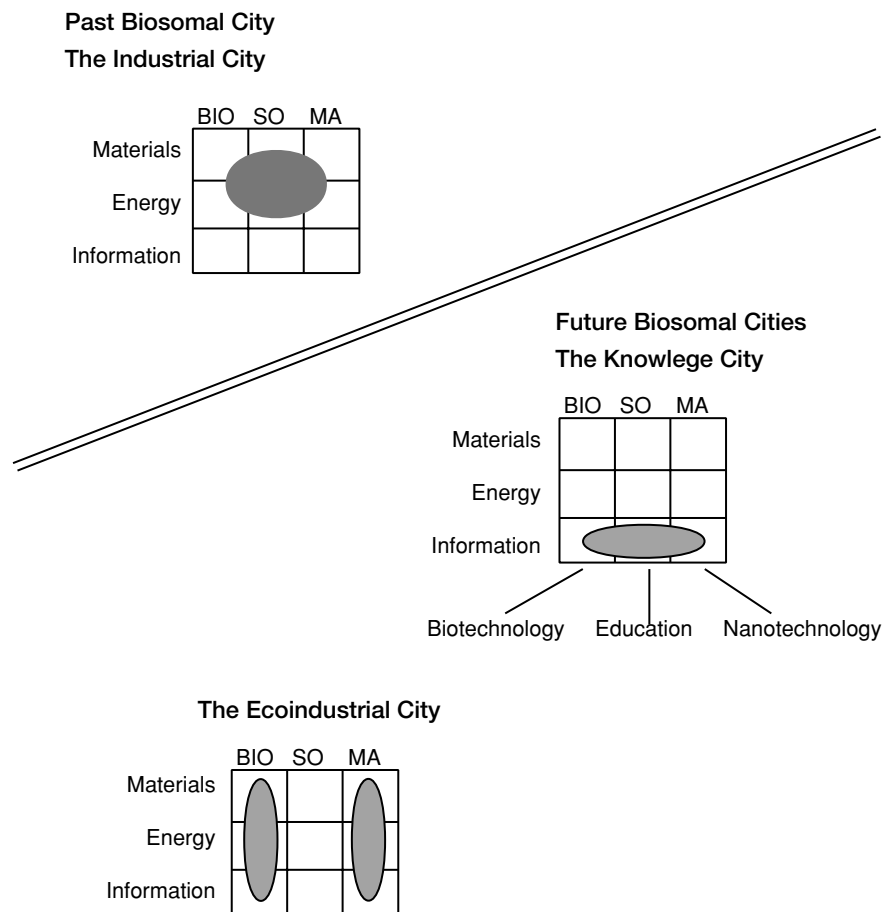 Past Biosomal City
The Industrial City
BIO SO MA
Materials
Energy
Information
Future Biosomal Cities
The Knowlege City
BIO SO MA
Materials
Energy
Information
Biotechnology Education Nanotechnology
The Ecoindustrial City
BIO SO MA
Materials
Energy
Information